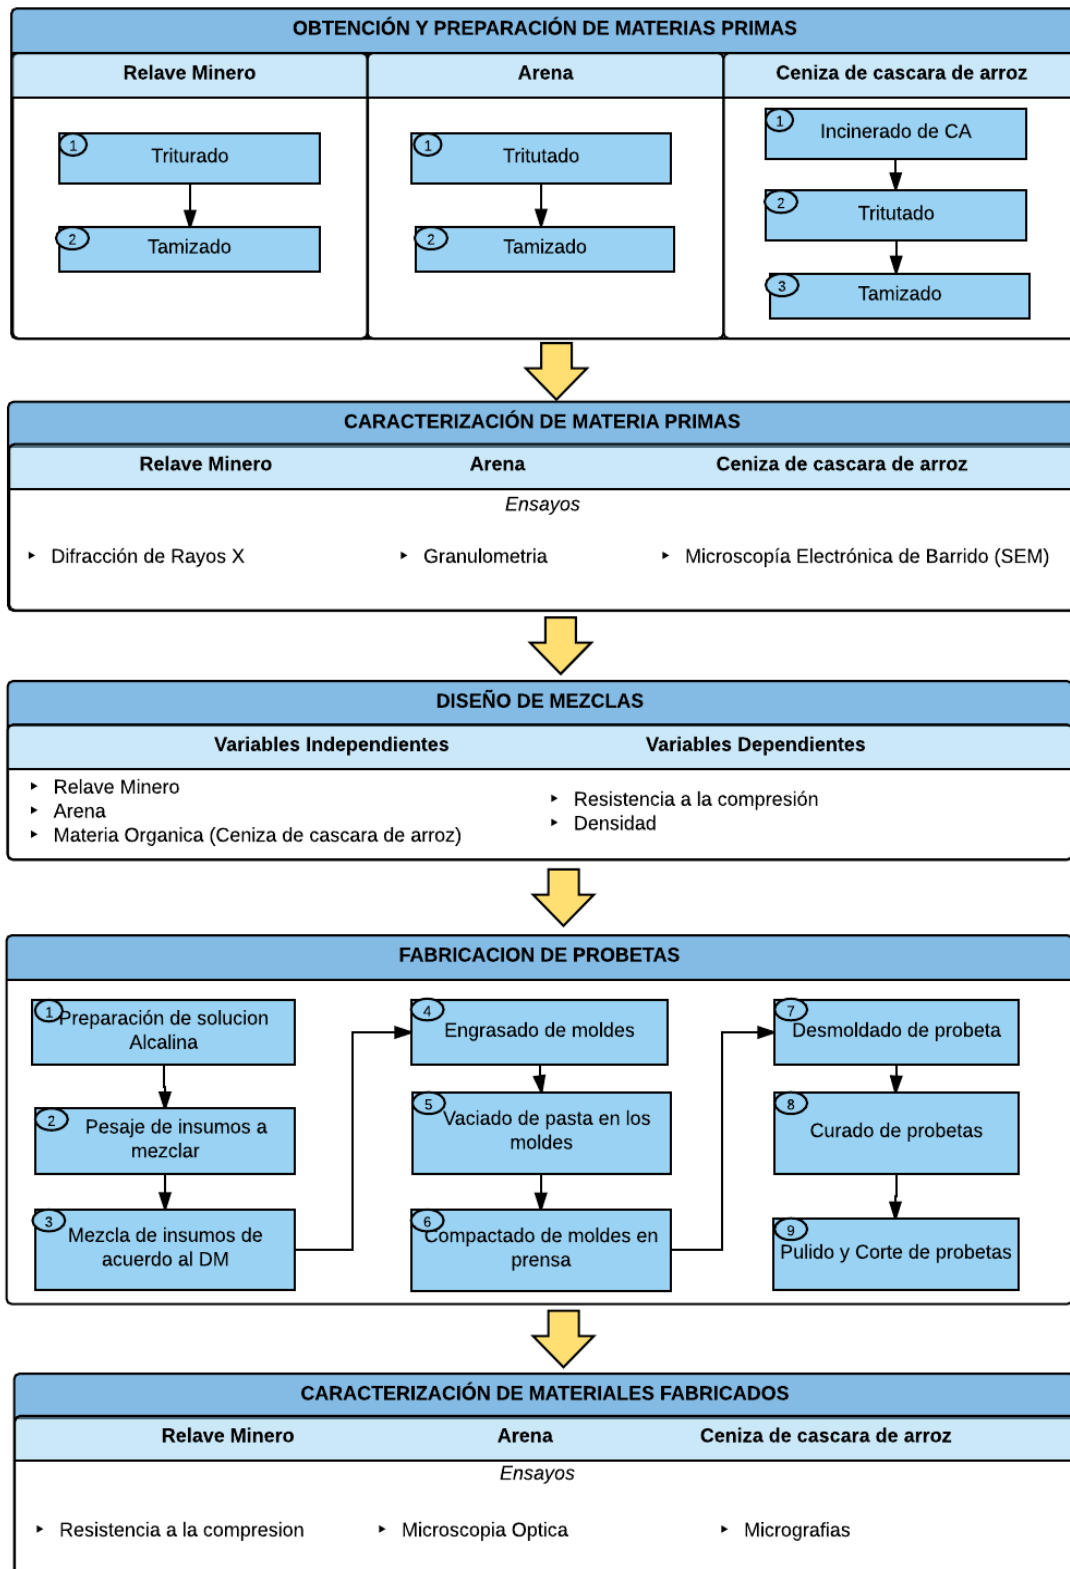 OBTENCIÓN Y PREPARACIÓN DE MATERIAS PRIMAS
Relave Minero
Arena
Ceniza de cascara de arroz
1
Triturado
2
Tamizado
1
Tritutado
2
Tamizado
1
Incinerado de CA
2
Tritutado
3
Tamizado
CARACTERIZACIÓN DE MATERIA PRIMAS
Relave Minero
Arena
Ceniza de cascara de arroz
Ensayos
‣ Difracción de Rayos X
‣ Granulometria
‣ Microscopía Electrónica de Barrido (SEM)
DISEÑO DE MEZCLAS
Variables Independientes
Variables Dependientes
‣ Relave Minero
‣ Arena
‣ Materia Organica (Ceniza de cascara de arroz)
‣ Resistencia a la compresión
‣ Densidad
FABRICACION DE PROBETAS
1
Preparación de solucion
Alcalina
2
Pesaje de insumos a
mezclar
3
Mezcla de insumos de
acuerdo al DM
4
Engrasado de moldes
5
Vaciado de pasta en los
moldes
6
Compactado de moldes en
prensa
7
Desmoldado de probeta
8
Curado de probetas
9
Pulido y Corte de probetas
CARACTERIZACIÓN DE MATERIALES FABRICADOS
Relave Minero
Arena
Ceniza de cascara de arroz
Ensayos
‣ Resistencia a la compresion
‣ Microscopia Optica
‣ Micrografias